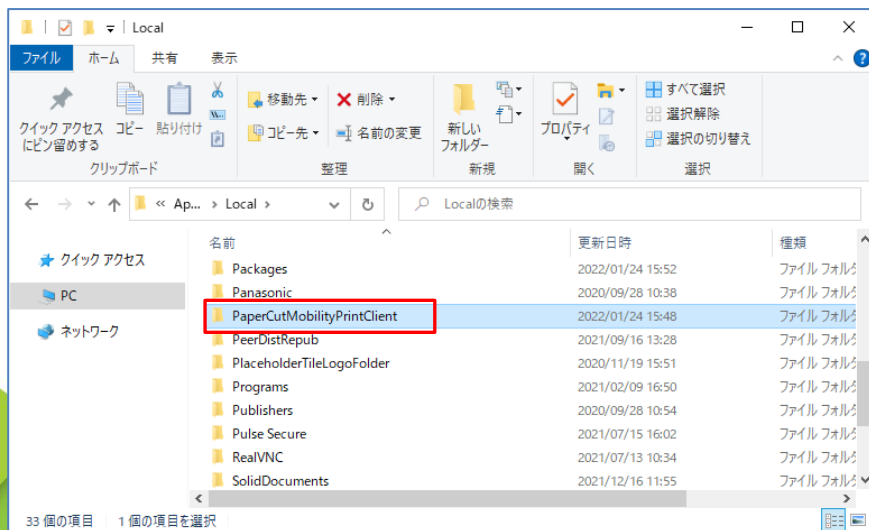 Local
ファイル ホーム 共有 表示
クイック アクセス
にピン留めする
コピー
貼り付け
移動先
コピー先
削除
名前の変更
新しい
フォルダー
プロパティ
すべて選択
選択解除
選択の切り替え
クリップボード 整理 新規 開く 選択
« Ap... › Local › Localの検索
クイック アクセス
PC
ネットワーク
名前 更新日時 種類
Packages 2022/01/24 15:52 ファイル フォルダ
Panasonic 2020/09/28 10:38 ファイル フォルダ
PaperCutMobilityPrintClient 2022/01/24 15:48 ファイル フォルダ
PeerDistRepub 2021/09/16 13:28 ファイル フォルダ
PlaceholderTileLogoFolder 2020/11/19 15:51 ファイル フォルダ
Programs 2021/02/09 16:50 ファイル フォルダ
Publishers 2020/09/28 10:54 ファイル フォルダ
Pulse Secure 2021/07/15 16:02 ファイル フォルダ
RealVNC 2021/07/13 10:34 ファイル フォルダ
SolidDocuments 2021/12/16 11:55 ファイル フォルダ
33 個の項目 1 個の項目を選択